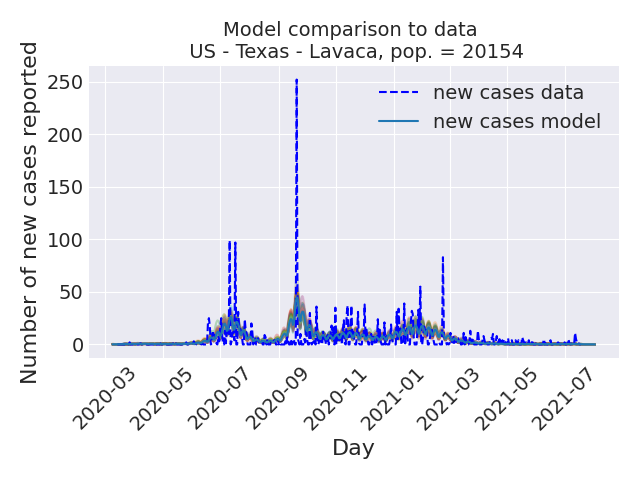 Model comparison to data
US - Texas - Lavaca, pop. = 20154
Number of new cases reported
250
200
150
100
50
0
new cases data
new cases model
2020-03
2020-05
2020-07
2020-09
2020-11
2021-01
2021-03
2021-05
2021-07
Day